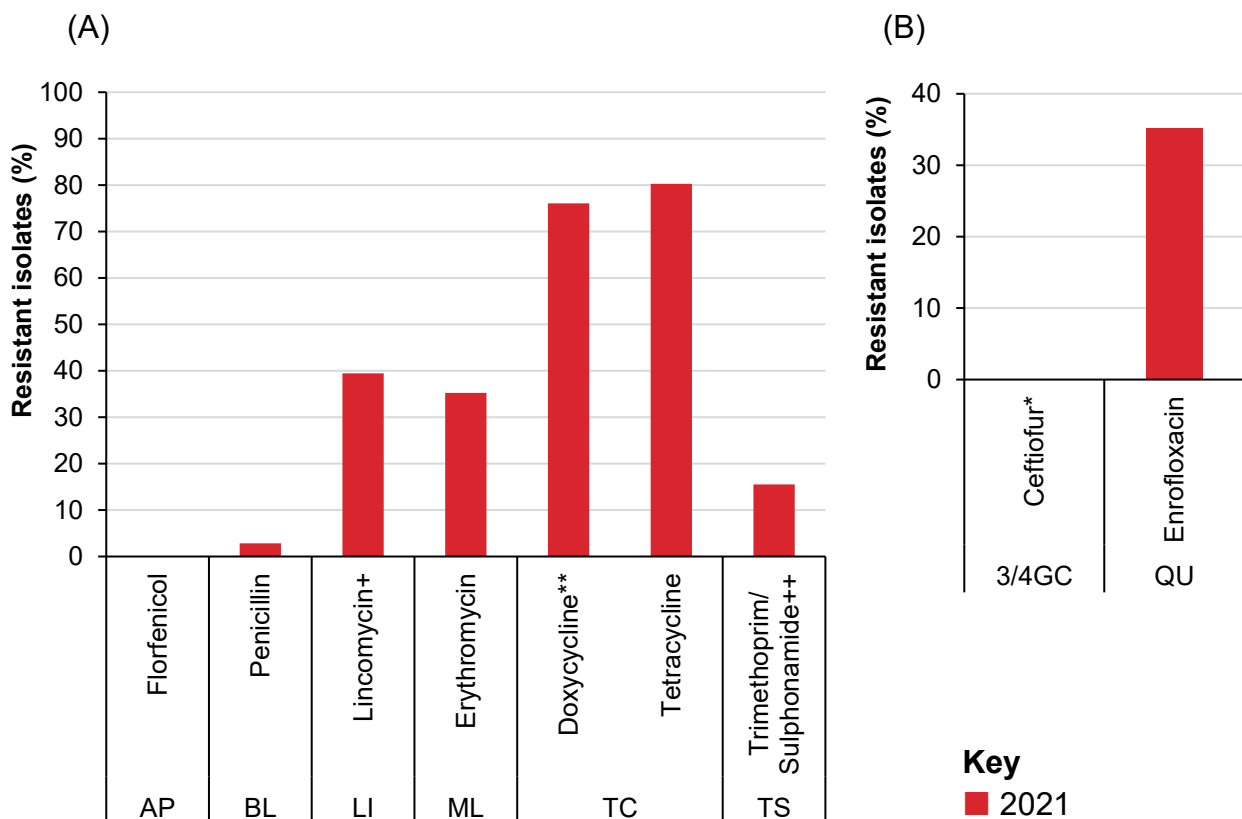 (A)
Resistant isolates (%)
100
90
80
70
60
50
40
30
20
10
0
Florfenicol
Penicillin
Lincomycin+
Erythromycin
Doxycycline**
Tetracycline
Trimethoprim/
Sulphonamide++
AP
BL
LI
ML
TC
TS
(B)
Resistant isolates (%)
40
30
20
10
0
Ceftiofur*
Enrofloxacin
3/4GC
QU
Key
2021